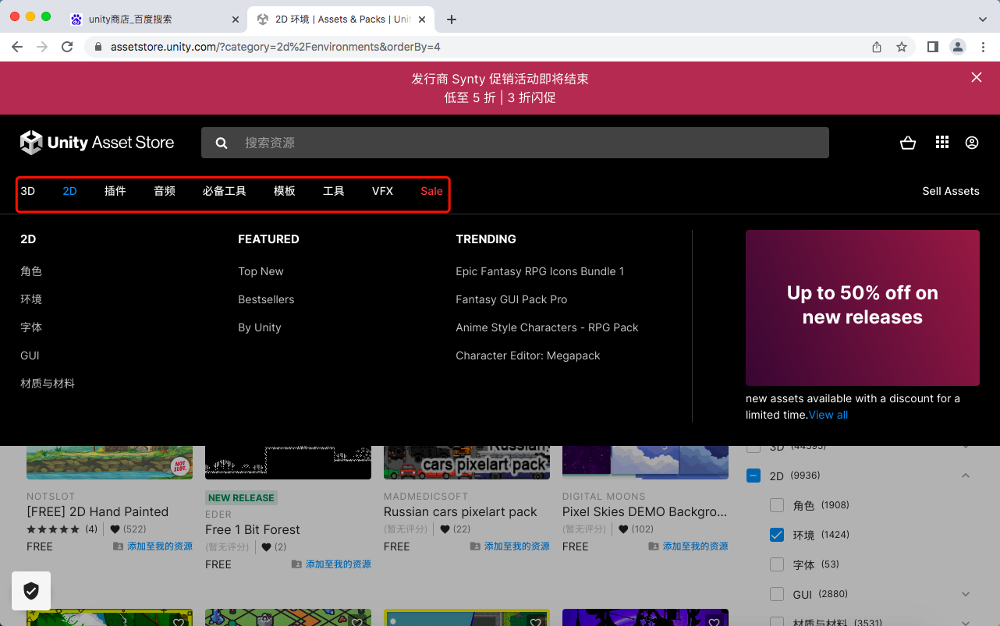 unity商店_百度搜索
2D 环境 | Assets & Packs | Unit
assetstore.unity.com/?category=2d%2Fenvironments&orderBy=4
发行商 Synty 促销活动即将结束
低至 5 折 | 3 折闪促
Unity Asset Store
搜索资源
3D 2D 插件 音频 必备工具 模板 工具 VFX Sale Sell Assets
2D
角色
环境
字体
GUI
材质与材料
FEATURED
Top New
Bestsellers
By Unity
TRENDING
Epic Fantasy RPG Icons Bundle 1
Fantasy GUI Pack Pro
Anime Style Characters - RPG Pack
Character Editor: Megapack
Up to 50% off on
new releases
new assets available with a discount for a
limited time.View all
NOT SLOT.
NOTSLOT
[FREE] 2D Hand Painted
(4) (522)
FREE 添加至我的资源
NEW RELEASE
EDER
Free 1 Bit Forest
(暂无评分) (2)
FREE 添加至我的资源
Russian
cars pixelart pack
MADMEDICSOFT
Russian cars pixelart pack
(暂无评分) (22)
FREE 添加至我的资源
DIGITAL MOONS
Pixel Skies DEMO Backgro...
(暂无评分) (102)
FREE 添加至我的资源
3D (44595)
2D (9936)
角色 (1908)
环境 (1424)
字体 (53)
GUI (2880)
材质与材料 (3531)